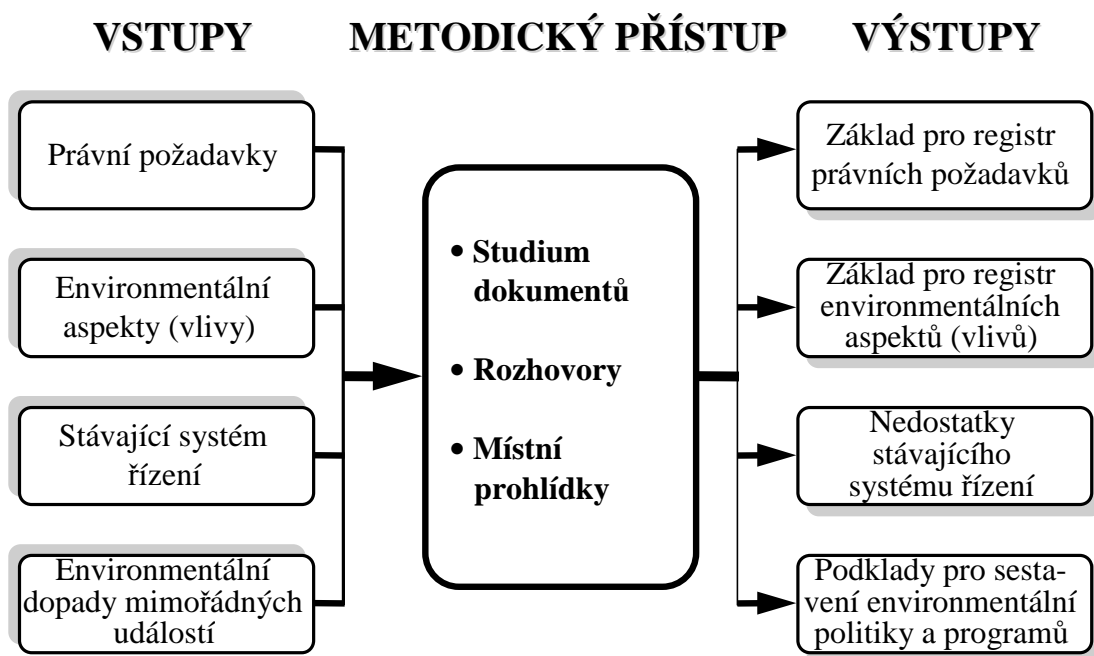 VSTUPY
METODICKÝ PŘÍSTUP
VÝSTUPY
Právní požadavky
Environmentální
aspekty (vlivy)
Stávající systém
řízení
Environmentální
dopady mimořádných
událostí
• Studium
dokumentů
• Rozhovory
• Místní
prohlídky
Základ pro registr
právních požadavků
Základ pro registr
environmentálních
aspektů (vlivů)
Nedostatky
stávajícího
systému řízení
Podklady pro sesta-
vení environmentální
politiky a programů